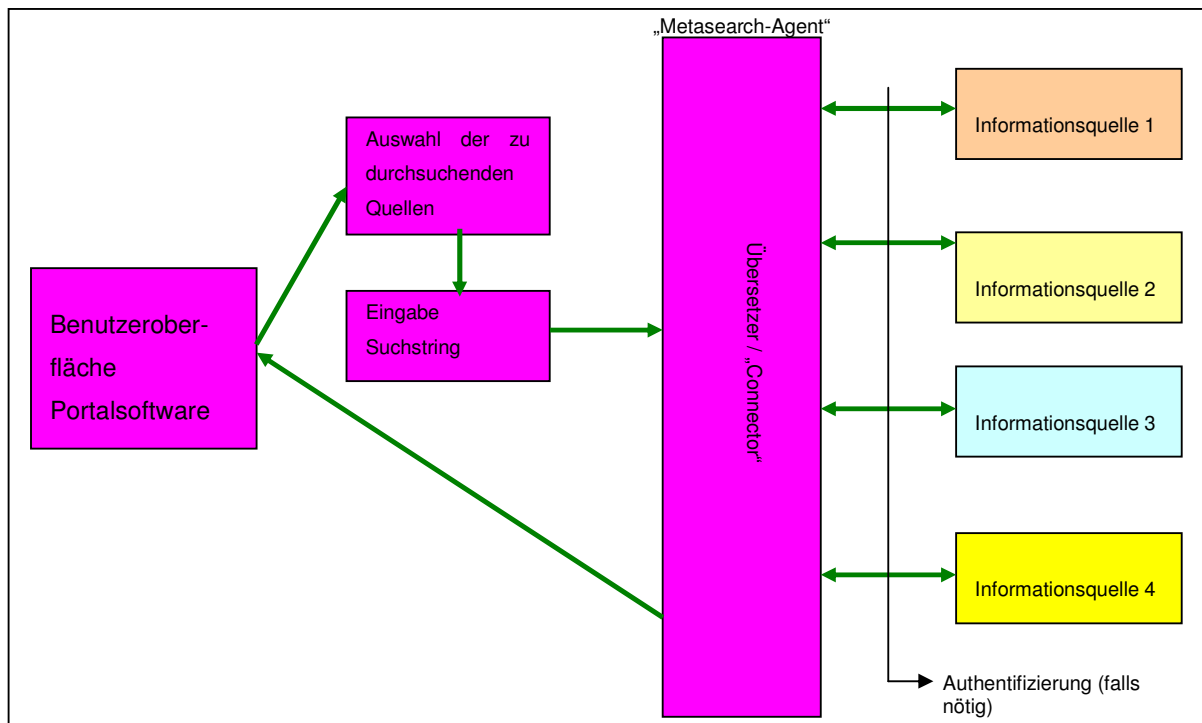 „Metasearch-Agent“
Auswahl der zu
durchsuchenden
Quellen
Eingabe
Suchstring
Benutzerober-
fläche
Portalsoftware
Übersetzer / „Connector“
Informationsquelle 1
Informationsquelle 2
Informationsquelle 3
Informationsquelle 4
Authentifizierung (falls
nötig)